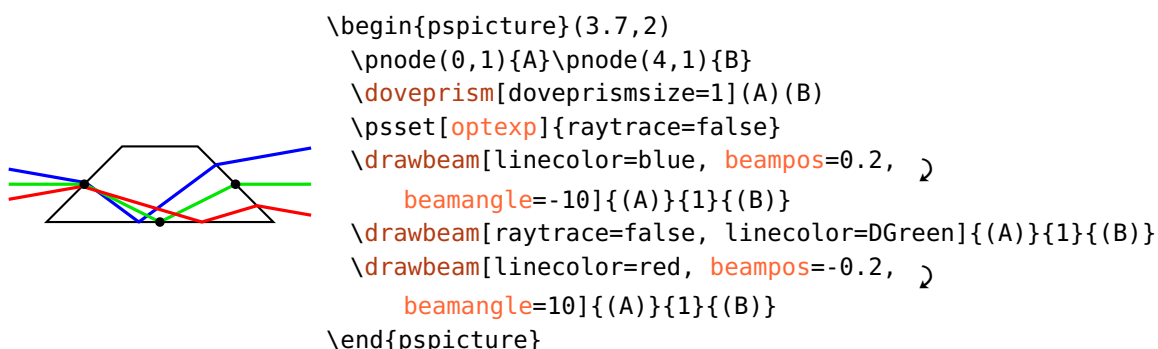 \begin{pspicture}(3.7,2)
\pnode(0,1){A}\pnode(4,1){B}
\doveprism[doveprismsize=1](A)(B)
\psset[optexp]{raytrace=false}
\drawbeam[linecolor=blue, beampos=0.2,
beamangle=-10]{(A)}{1}{(B)}
\drawbeam[raytrace=false, linecolor=DGreen]{(A)}{1}{(B)}
\drawbeam[linecolor=red, beampos=-0.2,
beamangle=10]{(A)}{1}{(B)}
\end{pspicture}